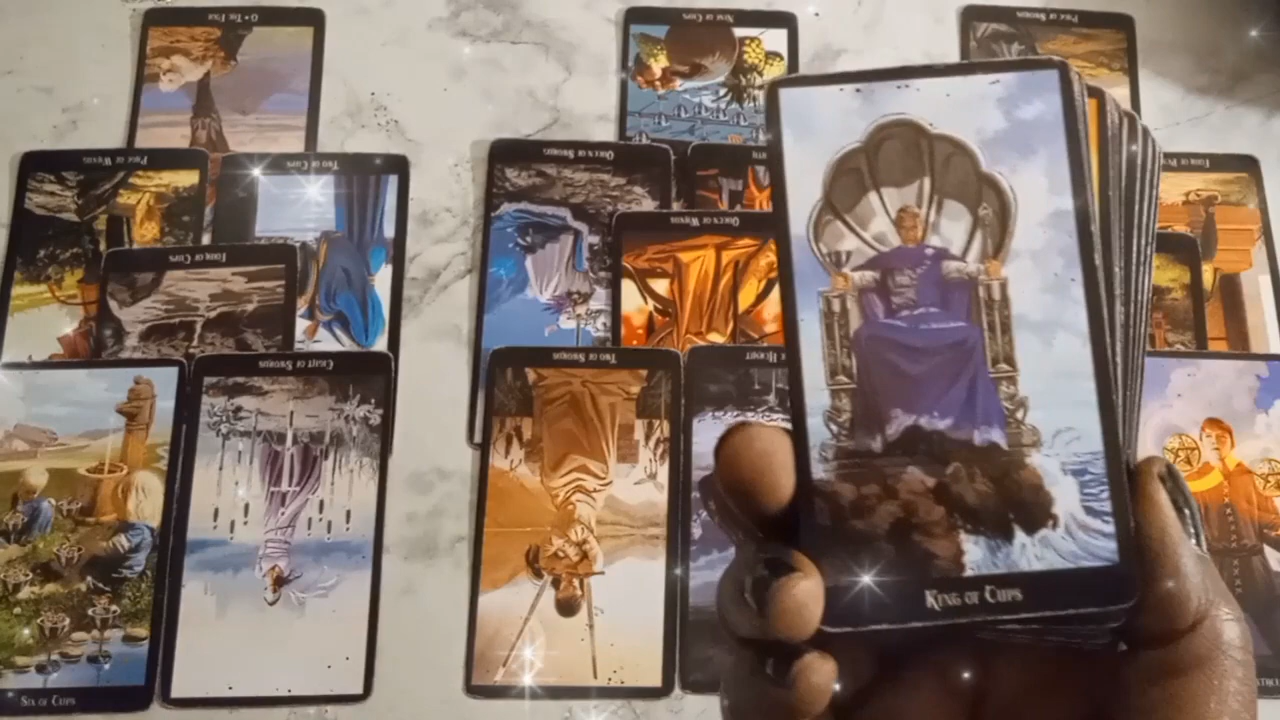 0 • The Fool
Nine of Cups
Page of Swords
Page of Wands
Two of Cups
Queen of Swords
Four of Cups
Queen of Wands
Eight of Swords
Two of Swords
King of Cups
Six of Cups